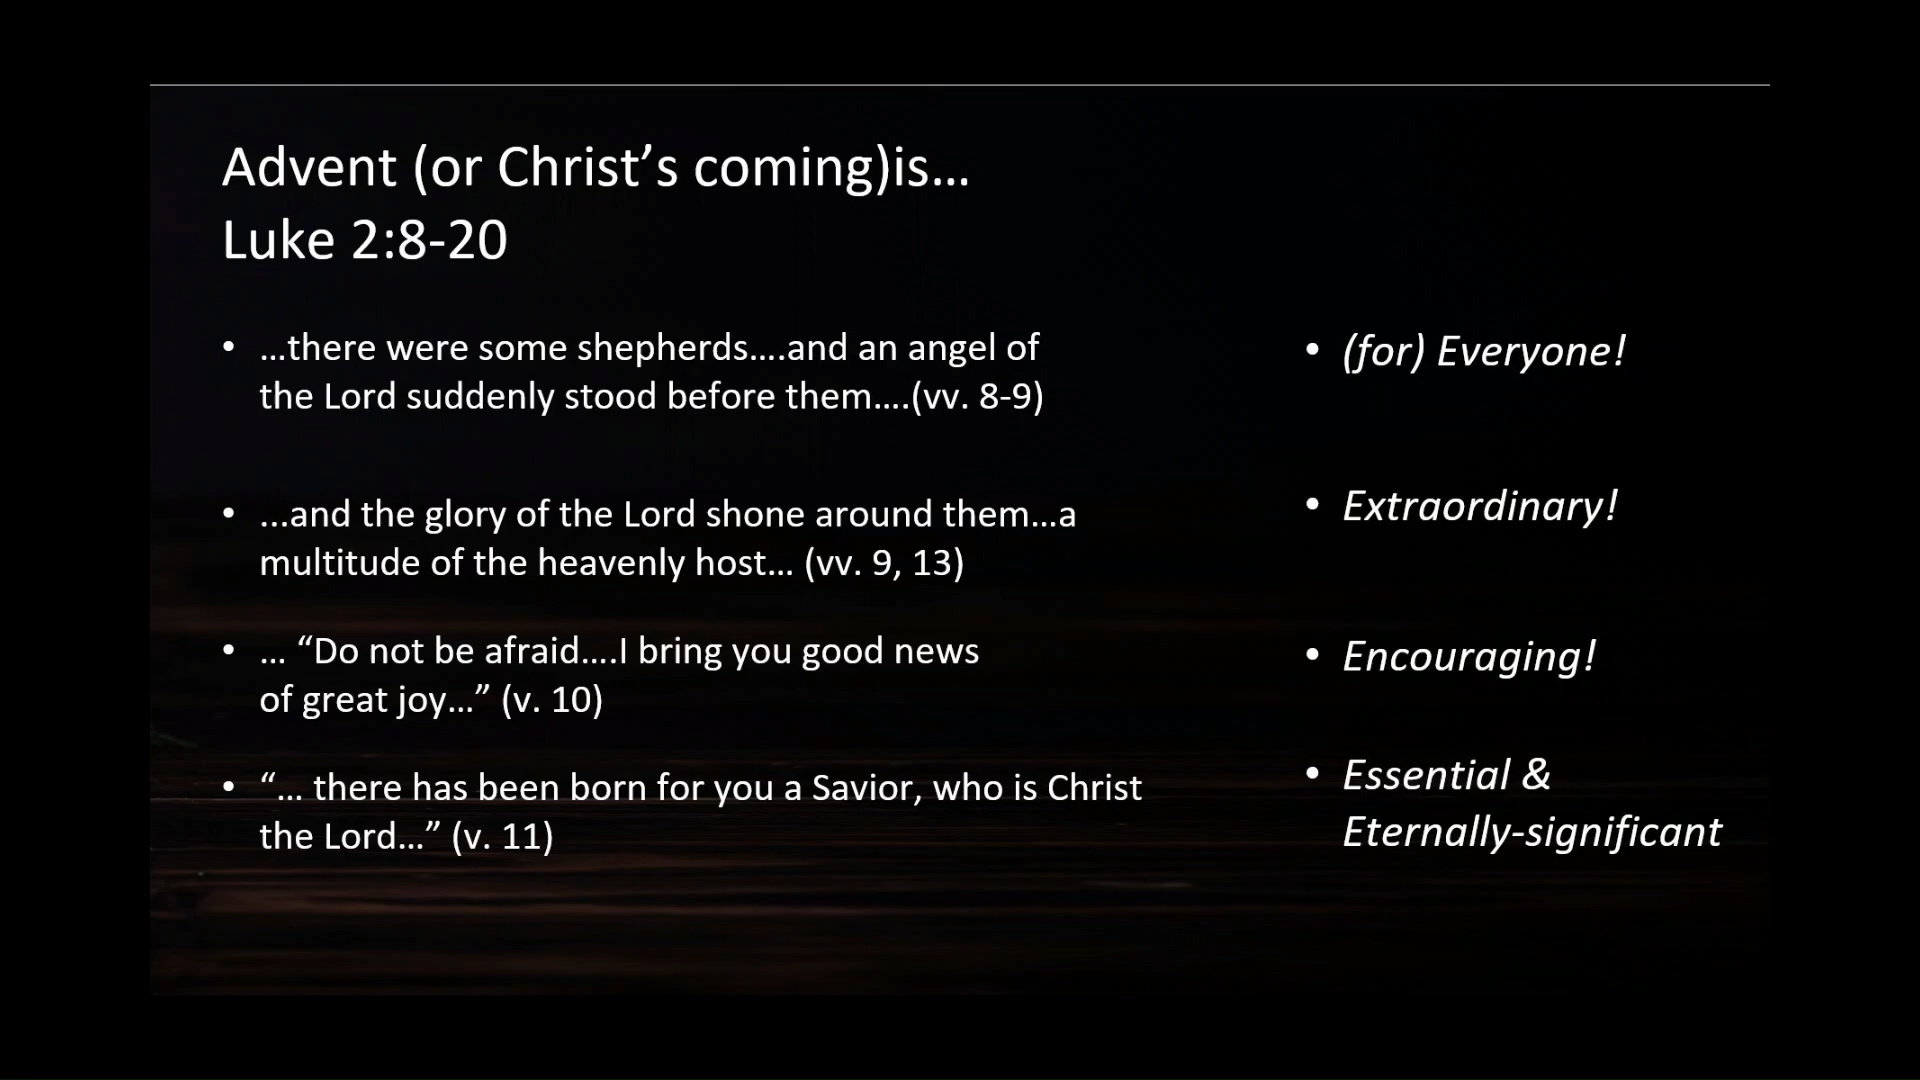 Advent (or Christ’s coming)is…
Luke 2:8-20
• …there were some shepherds….and an angel of
the Lord suddenly stood before them….(vv. 8-9)
• (for) Everyone!
• …and the glory of the Lord shone around them…a
multitude of the heavenly host… (vv. 9, 13)
• Extraordinary!
• … “Do not be afraid….I bring you good news
of great joy…” (v. 10)
• Encouraging!
• “… there has been born for you a Savior, who is Christ
the Lord…” (v. 11)
• Essential &
Eternally-significant